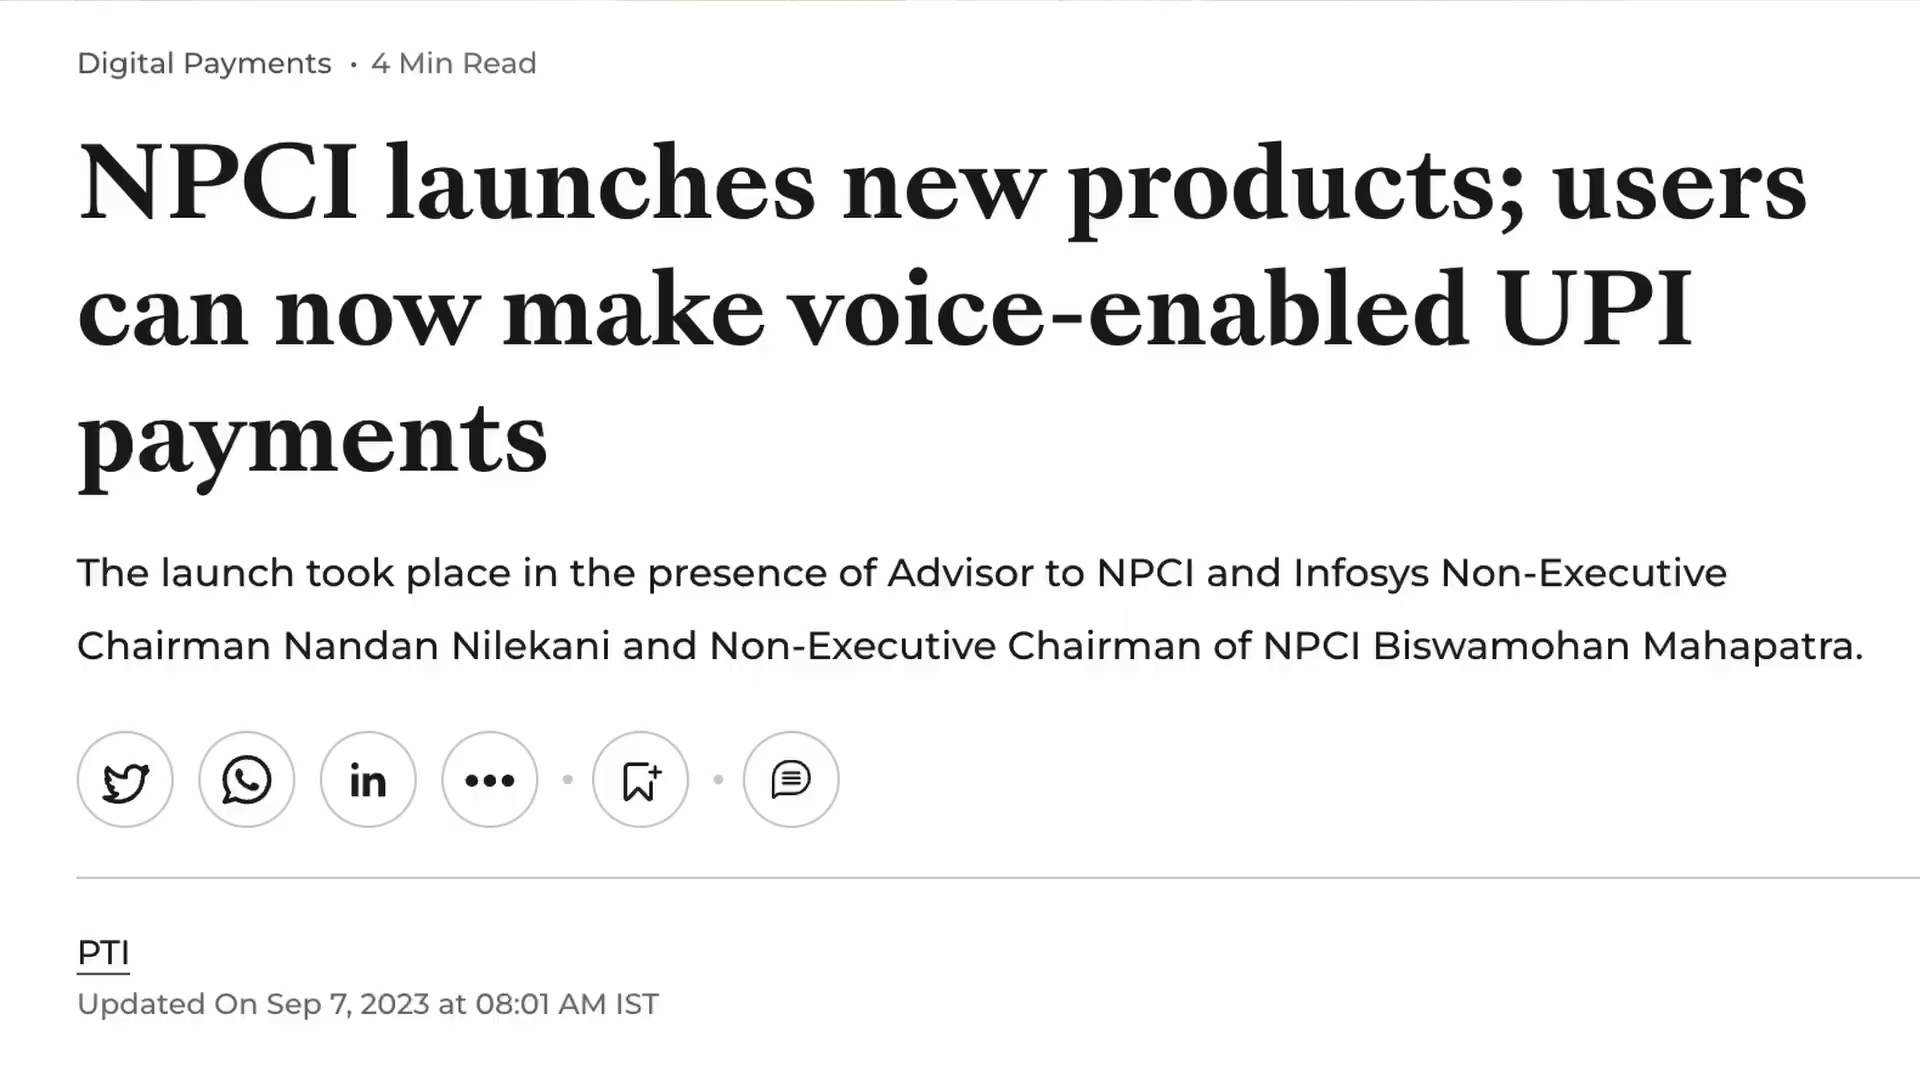 Digital Payments • 4 Min Read
NPCI launches new products; users
can now make voice-enabled UPI
payments
The launch took place in the presence of Advisor to NPCI and Infosys Non-Executive
Chairman Nandan Nilekani and Non-Executive Chairman of NPCI Biswamohan Mahapatra.
in
PTI
Updated On Sep 7, 2023 at 08:01 AM IST